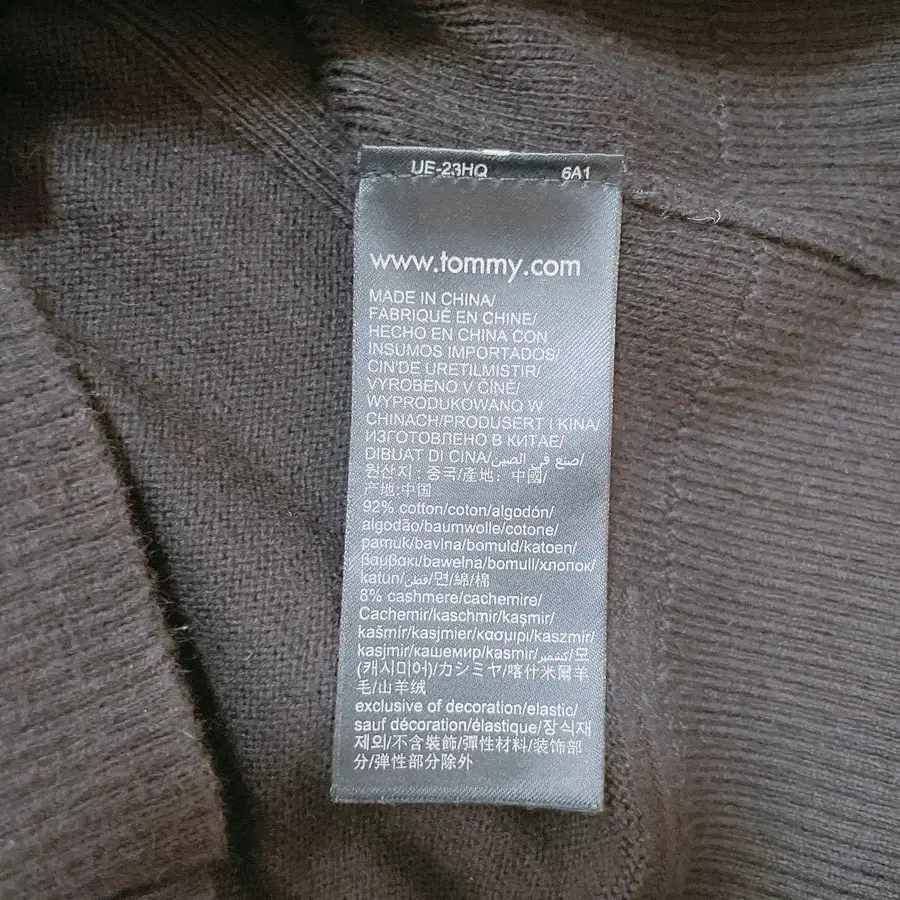 UE-23HQ 6A1
www.tommy.com
MADE IN CHINA/
FABRIQUÉ EN CHINE/
HECHO EN CHINA CON
INSUMOS IMPORTADOS/
CIN'DE URETILMISTIR/
VYROBENO V ČÍNĚ/
WYPRODUKOWANO W
CHINACH/PRODUSERT I KINA/
ИЗГОТОВЛЕНО В КИТАЕ/
DIBUAT DI CINA/صنع في الصين/
원산지 : 중국/產地：中國/
产地:中国
92% cotton/coton/algodón/
algodão/baumwolle/cotone/
pamuk/bavlna/bomuld/katoen/
βαμβακι/bawełna/bomull/хлопок/
katun/قطن/면/綿/棉
8% cashmere/cachemire/
Cachemir/kaschmir/kaşmir/
kašmír/kasjmier/κασμιρι/kaszmir/
kasjmir/кашемир/kasmir/كشمير/모
(캐시미어)/カシミヤ/喀什米爾羊
毛/山羊绒
exclusive of decoration/elastic/
sauf décoration/élastique/장식재
제외/不含裝飾/彈性材料/装饰部
分/弹性部分除外